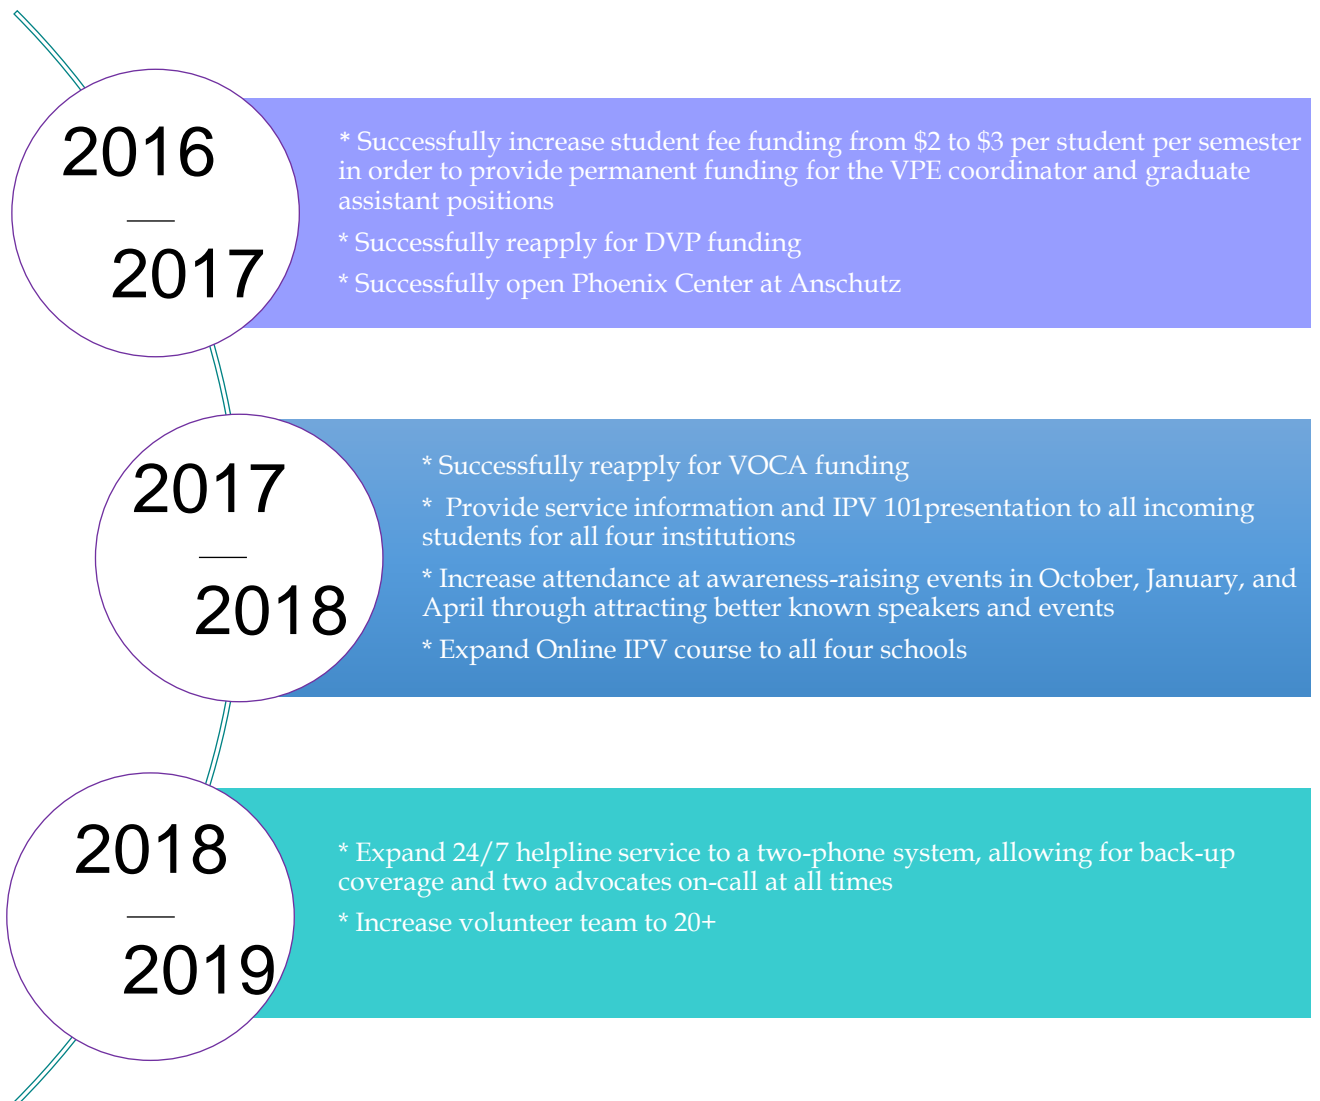 2016
2017
* Successfully increase student fee funding from $2 to $3 per student per semester
in order to provide permanent funding for the VPE coordinator and graduate
assistant positions
* Successfully reapply for DVP funding
* Successfully open Phoenix Center at Anschutz
2017
2018
* Successfully reapply for VOCA funding
*  Provide service information and IPV 101presentation to all incoming
students for all four institutions
* Increase attendance at awareness-raising events in October, January, and
April through attracting better known speakers and events
* Expand Online IPV course to all four schools
2018
2019
* Expand 24/7 helpline service to a two-phone system, allowing for back-up
coverage and two advocates on-call at all times
* Increase volunteer team to 20+